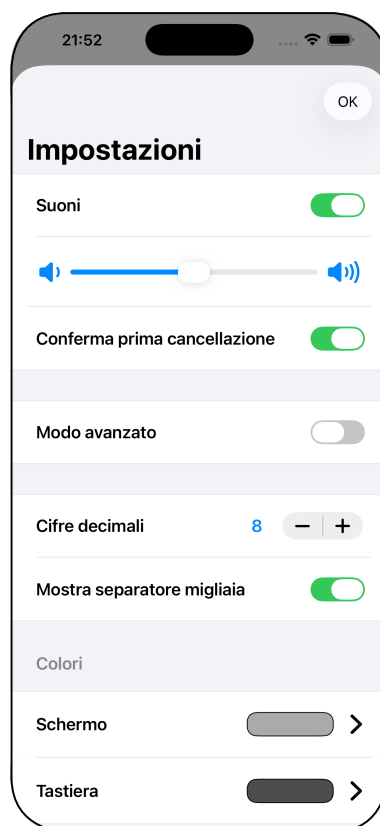 21:52
OK
Impostazioni
Suoni
Conferma prima cancellazione
Modo avanzato
Cifre decimali 8 − +
Mostra separatore migliaia
Colori
Schermo
Tastiera